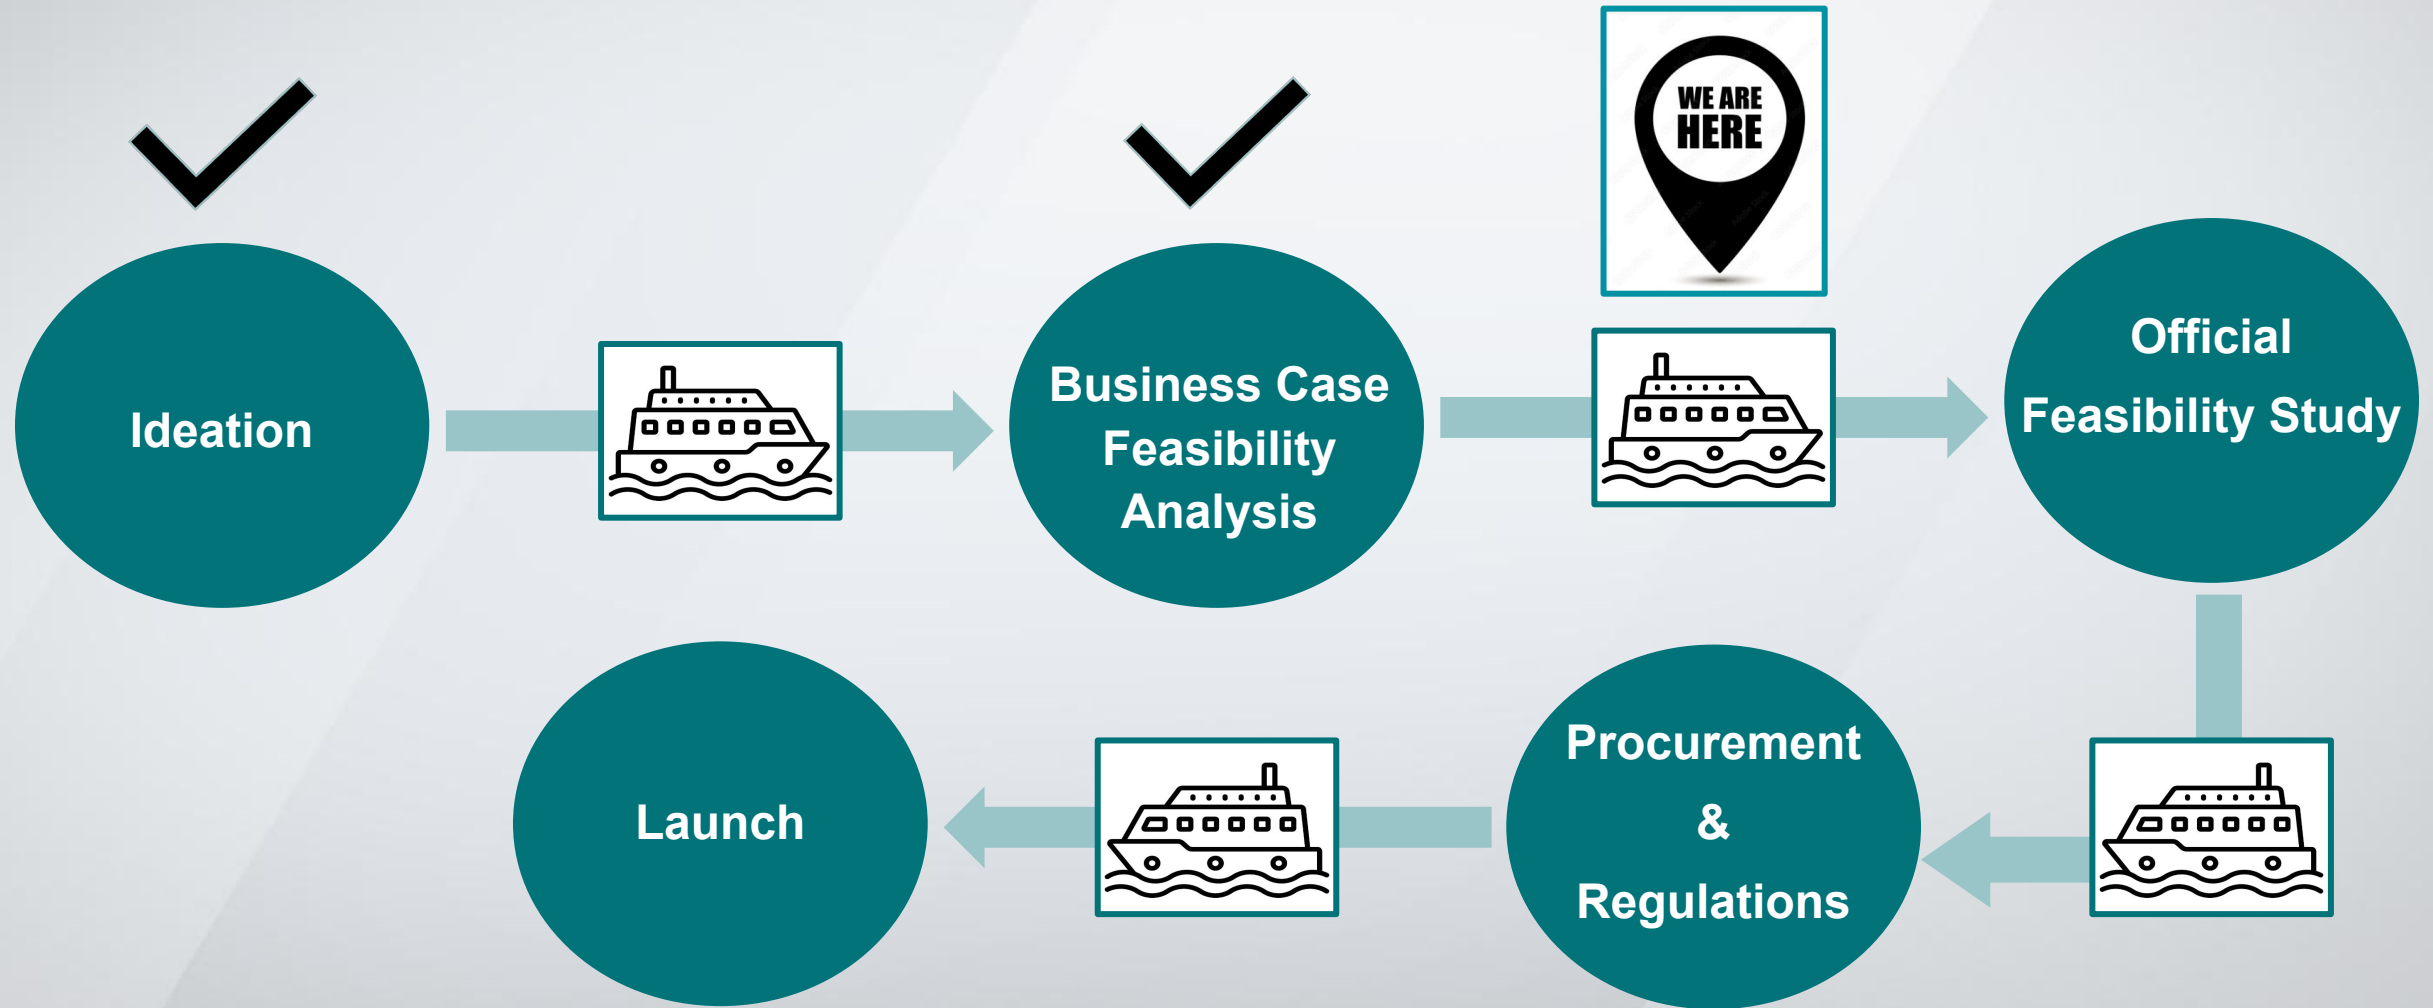 WE ARE
HERE
Ideation
Business Case
Feasibility
Analysis
Official
Feasibility Study
Procurement
&
Regulations
Launch